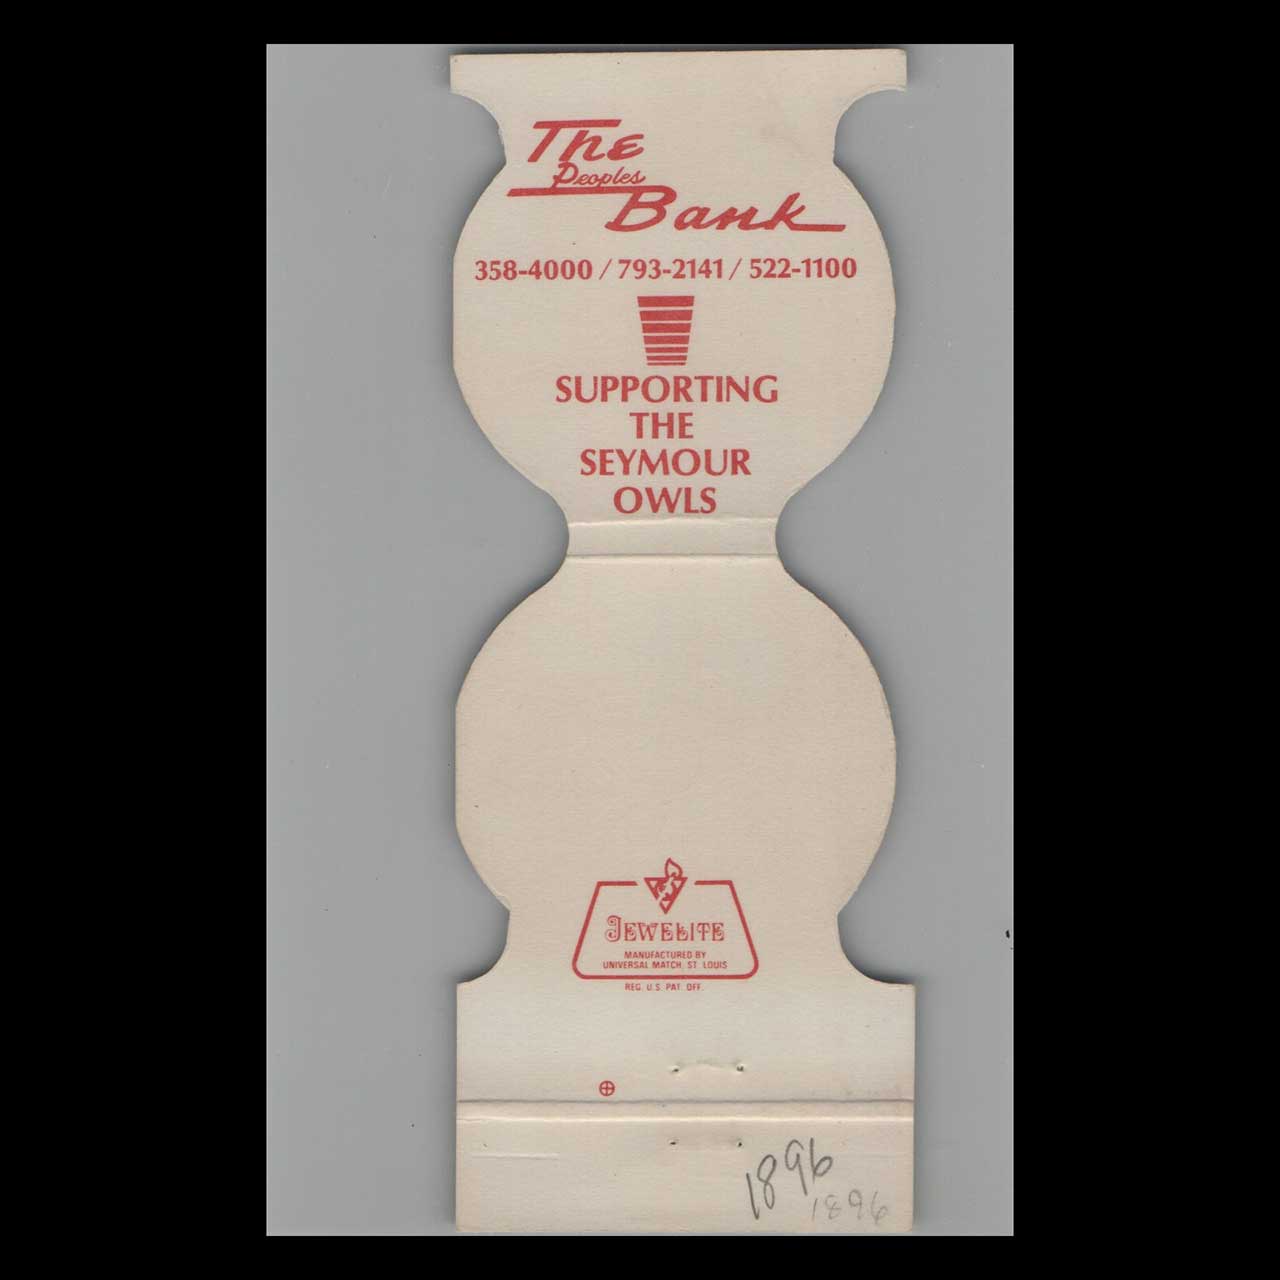 The
Peoples
Bank
358-4000 / 793-2141 / 522-1100
SUPPORTING
THE
SEYMOUR
OWLS
JEWELITE
MANUFACTURED BY
UNIVERSAL MATCH, ST. LOUIS
REG. U.S. PAT. OFF.
1896
1896